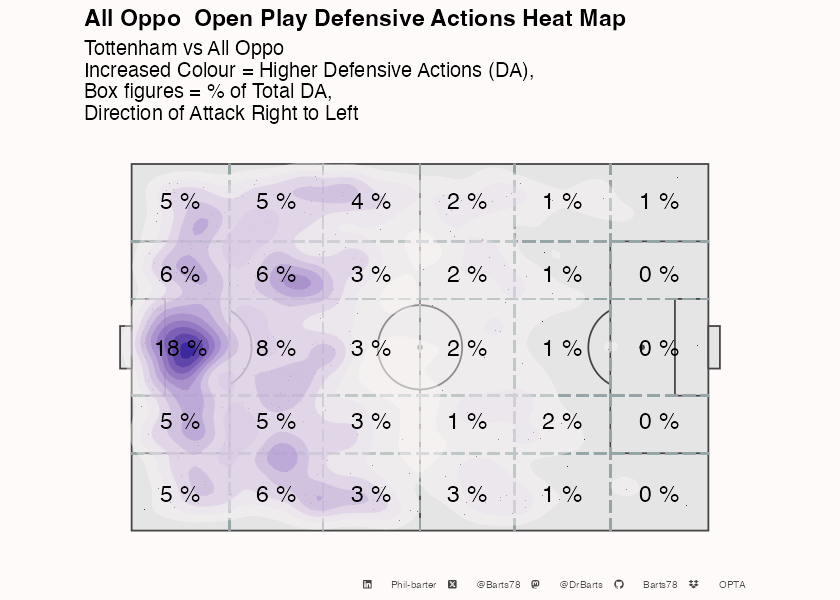 All Oppo  Open Play Defensive Actions Heat Map
Tottenham vs All Oppo
Increased Colour = Higher Defensive Actions (DA),
Box figures = % of Total DA,
Direction of Attack Right to Left
5 % 5 % 4 % 2 % 1 % 1 %
6 % 6 % 3 % 2 % 1 % 0 %
18 % 8 % 3 % 2 % 1 % 0 %
5 % 5 % 3 % 1 % 2 % 0 %
5 % 6 % 3 % 3 % 1 % 0 %
Phil-barter @Barts78 @DrBarts Barts78 OPTA